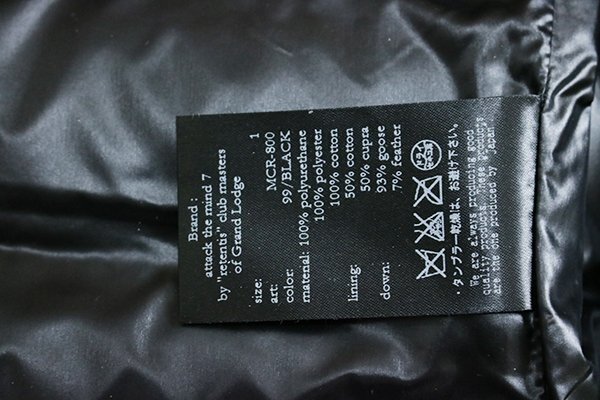 Brand :
attack the mind 7
by "retentis" club masters
of Grand Lodge
size: 1
art: MCR-800
color: 99/BLACK
material: 100% polyurethane
100% polyester
100% cotton
lining: 50% cotton
50% cupra
down: 93% goose
7% feather
・タンブラー乾燥は、お避け下さい。
We are always producing good
quality products. These products
are the one produced by Japan.